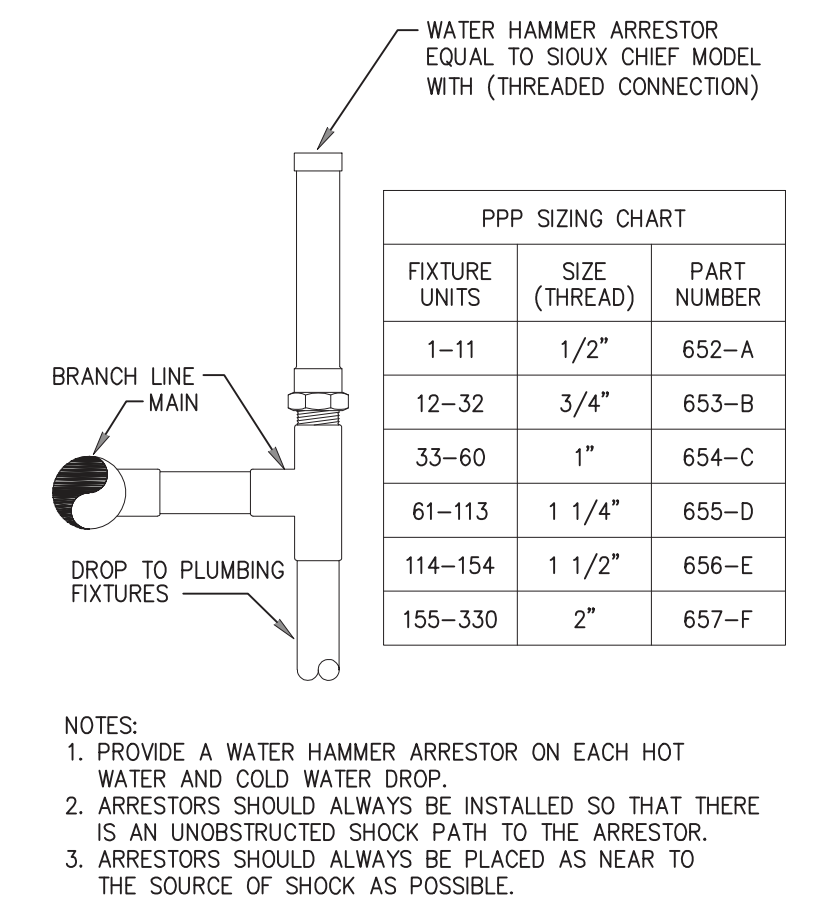 WATER HAMMER ARRESTOR
EQUAL TO SIOUX CHIEF MODEL
WITH (THREADED CONNECTION)
PPP SIZING CHART
FIXTURE UNITS SIZE (THREAD) PART NUMBER
1-11 1/2" 652-A
12-32 3/4" 653-B
33-60 1" 654-C
61-113 1 1/4" 655-D
114-154 1 1/2" 656-E
155-330 2" 657-F
BRANCH LINE
MAIN
DROP TO PLUMBING
FIXTURES
NOTES:
1. PROVIDE A WATER HAMMER ARRESTOR ON EACH HOT
WATER AND COLD WATER DROP.
2. ARRESTORS SHOULD ALWAYS BE INSTALLED SO THAT THERE
IS AN UNOBSTRUCTED SHOCK PATH TO THE ARRESTOR.
3. ARRESTORS SHOULD ALWAYS BE PLACED AS NEAR TO
THE SOURCE OF SHOCK AS POSSIBLE.